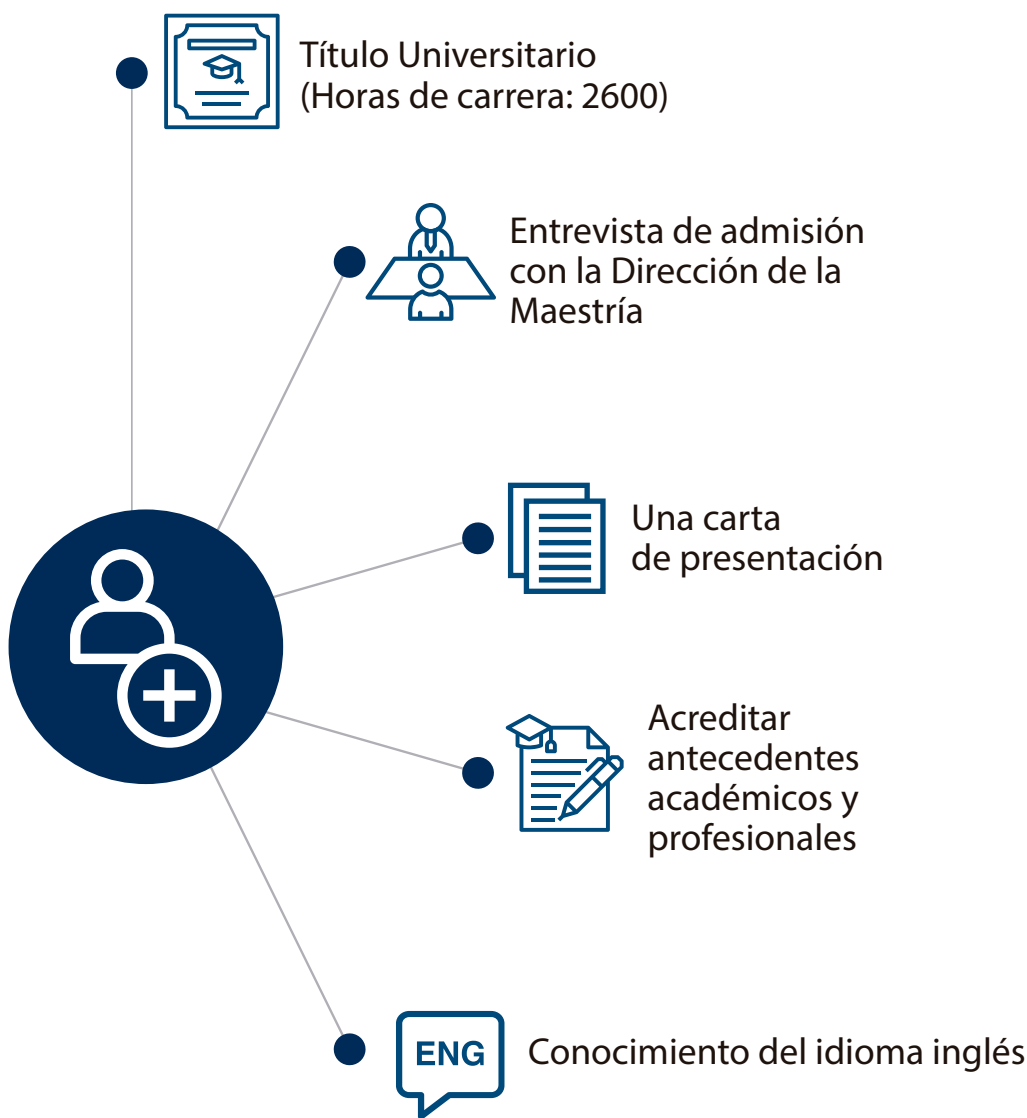 Título Universitario
(Horas de carrera: 2600)
Entrevista de admisión
con la Dirección de la
Maestría
Una carta
de presentación
Acreditar
antecedentes
académicos y
profesionales
ENG
Conocimiento del idioma inglés